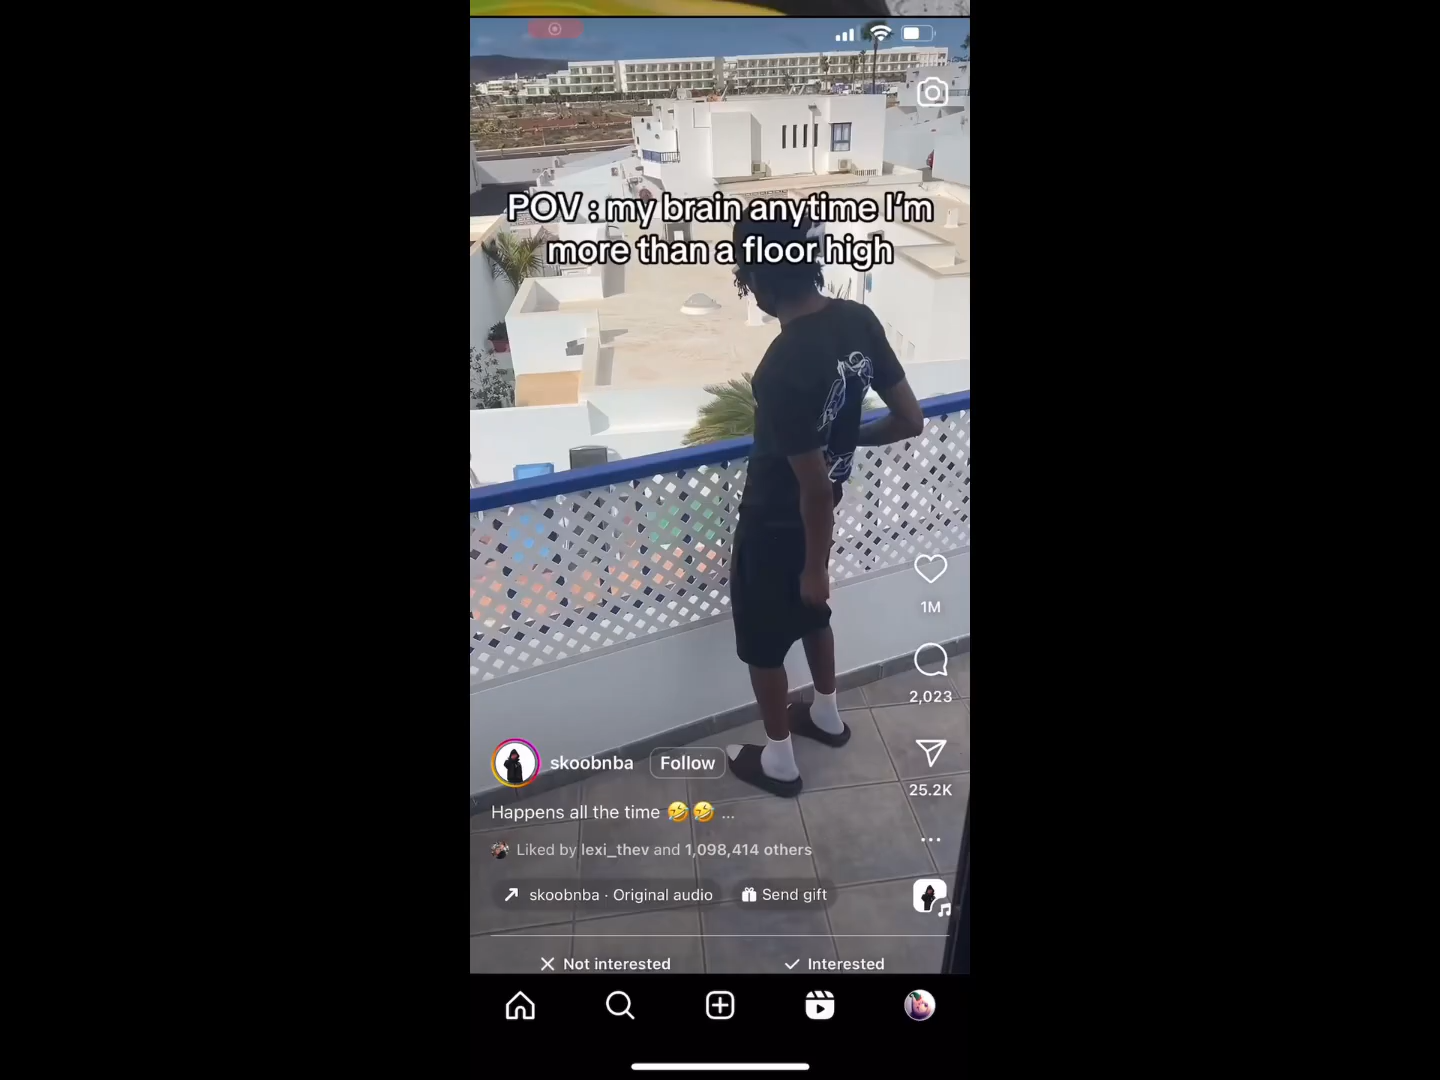 POV : my brain anytime I'm
more than a floor high
1M
2,023
skoobnba Follow
25.2K
Happens all the time 🤣🤣 ...
Liked by lexi_thev and 1,098,414 others
skoobnba · Original audio Send gift
Not interested Interested